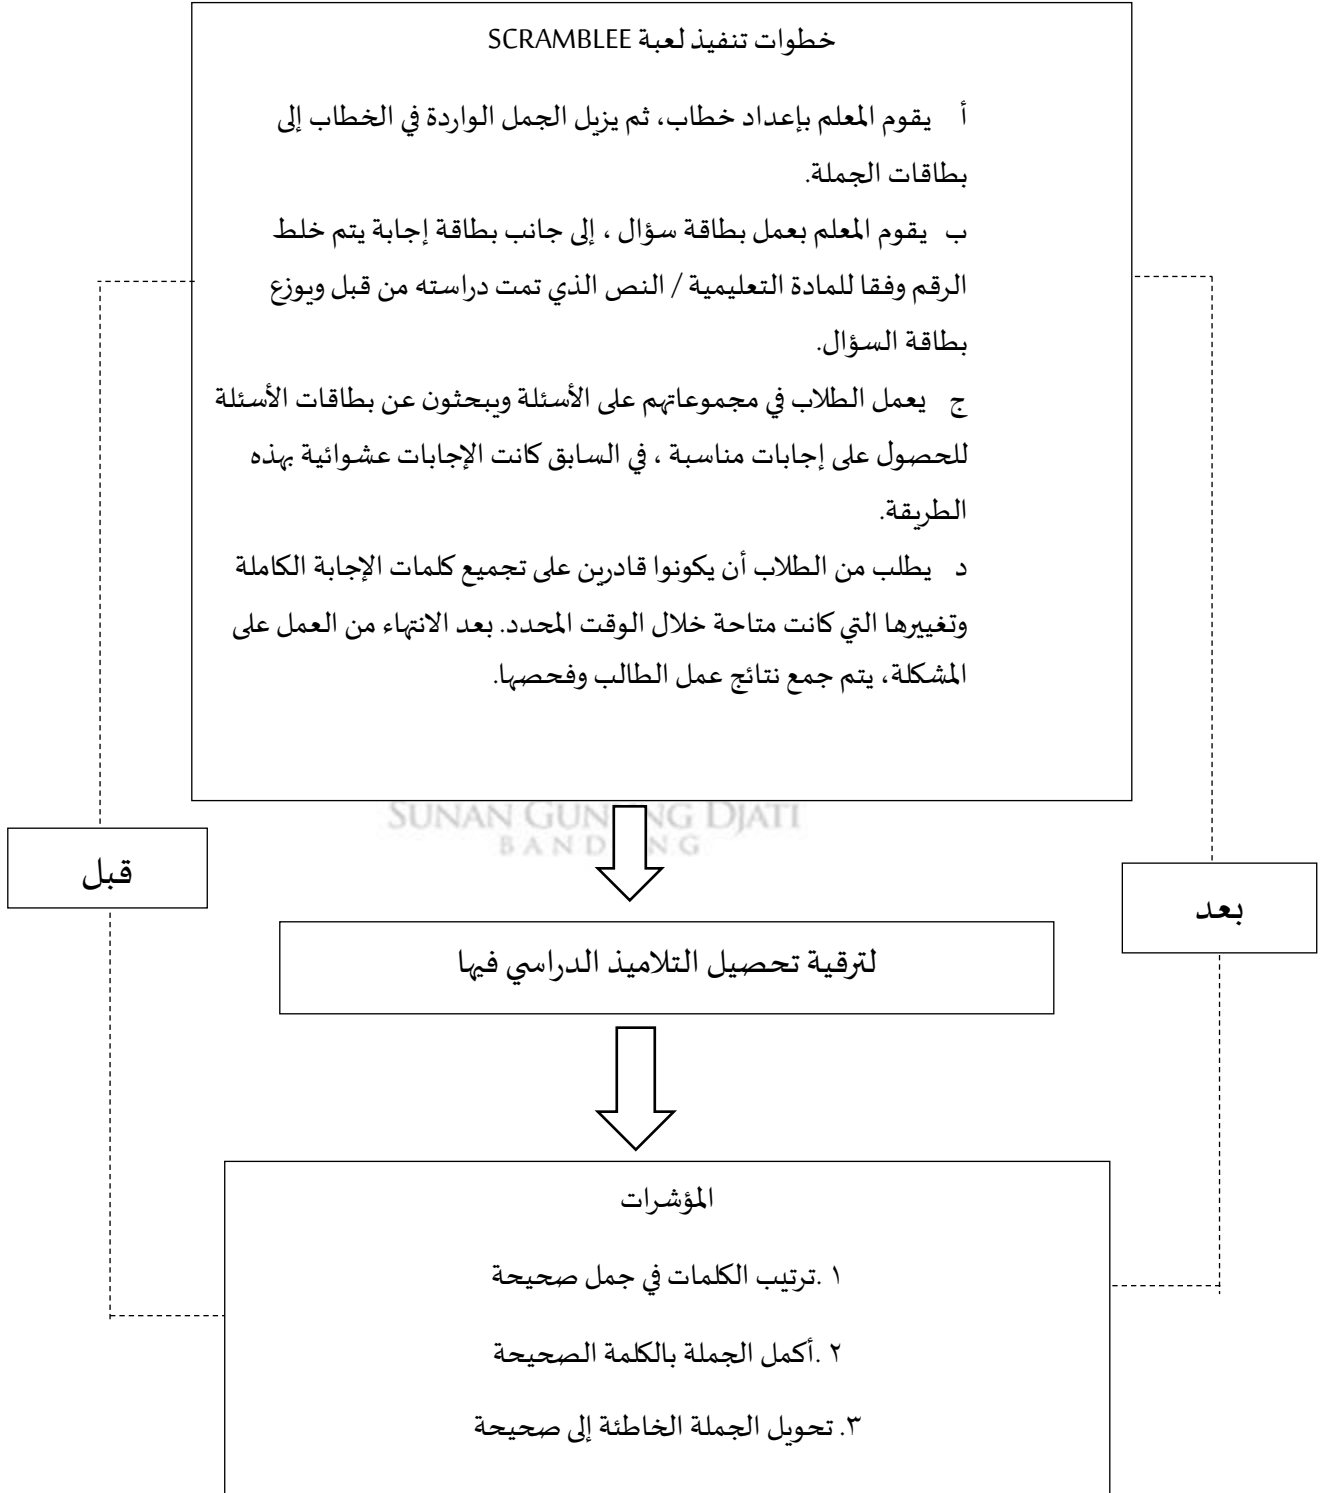 خطوات تنفيذ لعبة SCRAMBLEE
أ يقوم المعلم بإعداد خطاب، ثم يزيل الجمل الواردة في الخطاب إلى
بطاقات الجملة.
ب يقوم المعلم بعمل بطاقة سؤال ، إلى جانب بطاقة إجابة يتم خلط
الرقم وفقا للمادة التعليمية / النص الذي تمت دراسته من قبل ويوزع
بطاقة السؤال.
ج يعمل الطلاب في مجموعاتهم على الأسئلة ويبحثون عن بطاقات الأسئلة
للحصول على إجابات مناسبة ، في السابق كانت الإجابات عشوائية بهذه
الطريقة.
د يطلب من الطلاب أن يكونوا قادرين على تجميع كلمات الإجابة الكاملة
وتغييرها التي كانت متاحة خلال الوقت المحدد. بعد الانتهاء من العمل على
المشكلة، يتم جمع نتائج عمل الطالب وفحصها.
SUNAN DJATI
قبل
بعد
لترقية تحصيل التلاميذ الدراسي فيها
المؤشرات
١ .ترتيب الكلمات في جمل صحيحة
٢ .أكمل الجملة بالكلمة الصحيحة
٣. تحويل الجملة الخاطئة إلى صحيحة